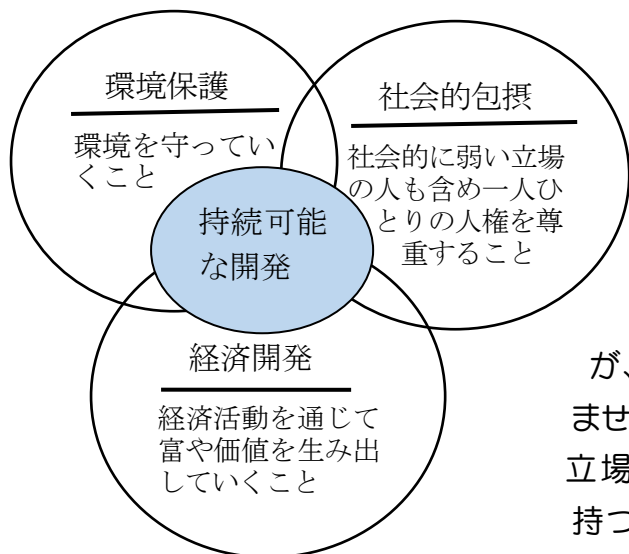 環境保護
環境を守ってい
くこと
社会的包摂
社会的に弱い立場
の人も含め一人ひ
とりの人権を尊
重すること
持続可能
な開発
経済開発
経済活動を通じて
富や価値を生み出
していくこと
が、
ませ
立場
持つ